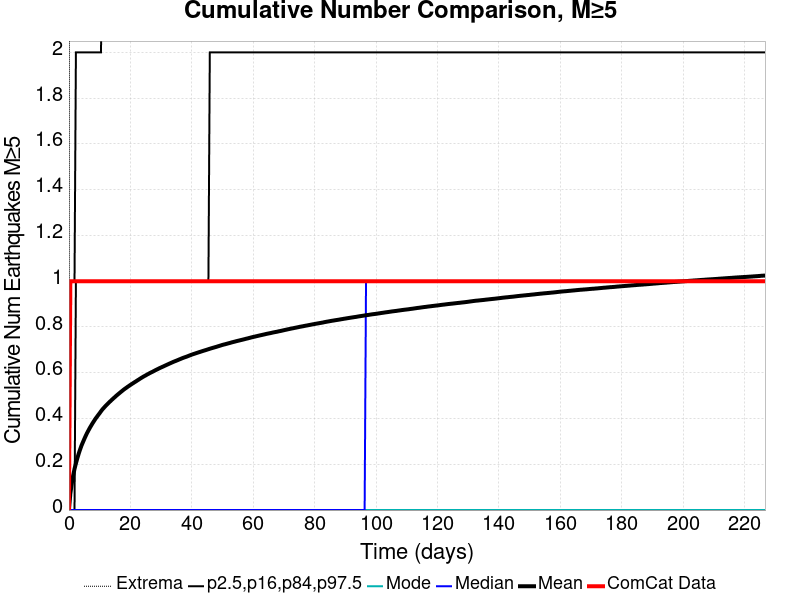 Cumulative Number Comparison, M≥5
Cumulative Num Earthquakes M≥5
2
1.8
1.6
1.4
1.2
1
0.8
0.6
0.4
0.2
0
0 20 40 60 80 100 120 140 160 180 200 220
Time (days)
Extrema p2.5,p16,p84,p97.5 Mode Median Mean ComCat Data